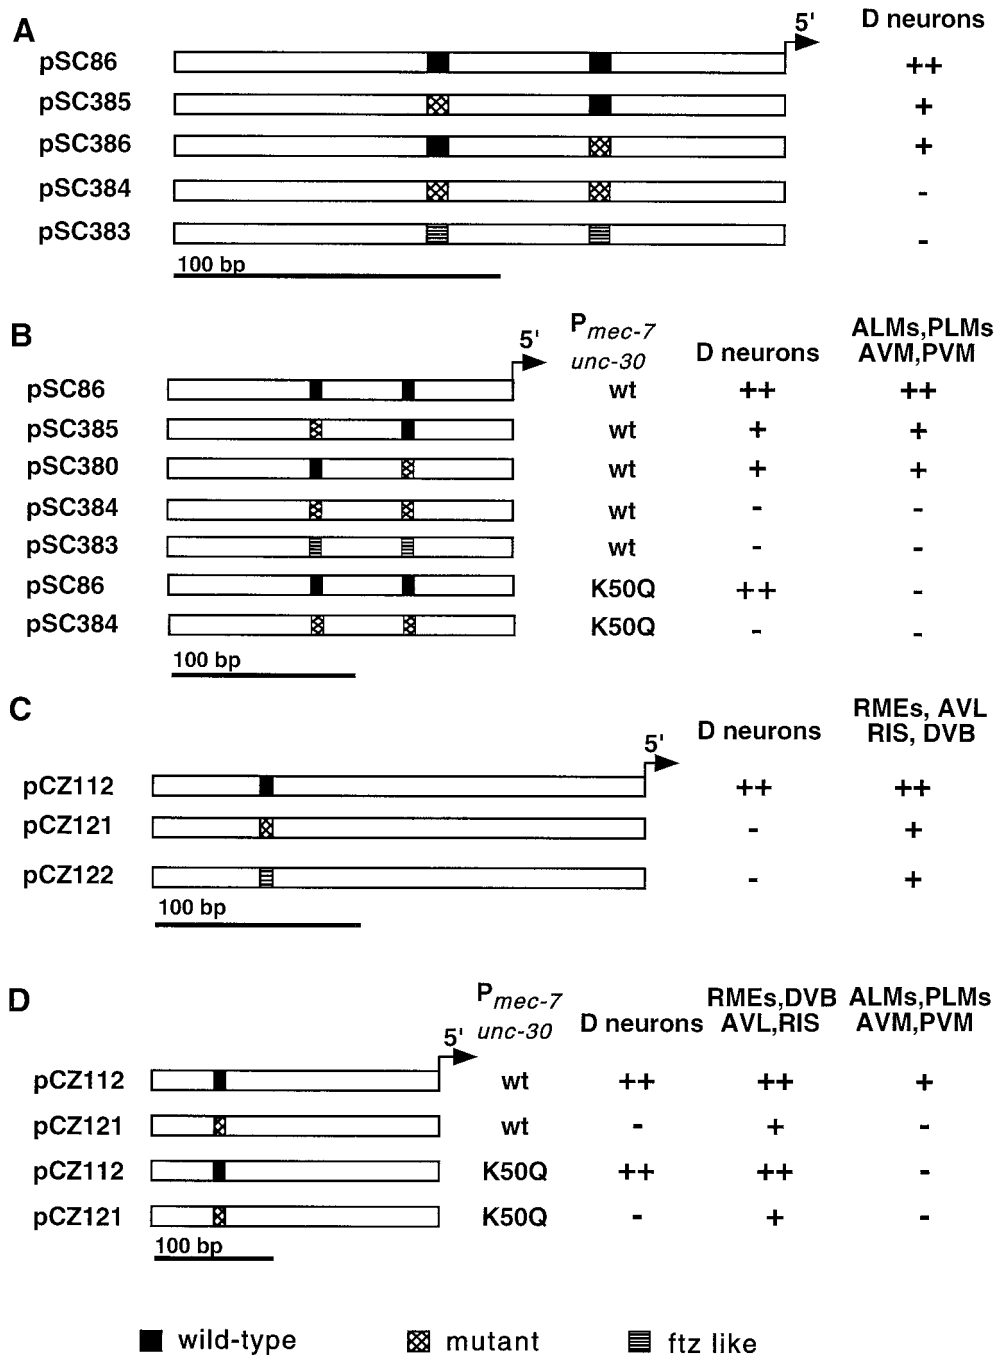 A
5'
D neurons
pSC86
++
pSC385
+
pSC386
+
pSC384
-
pSC383
-
100 bp
B
5'
P mec-7
unc-30
D neurons
ALMs,PLMs
AVM,PVM
pSC86 wt ++ ++
pSC385 wt + +
pSC380 wt + +
pSC384 wt - -
pSC383 wt - -
pSC86 K50Q ++ -
pSC384 K50Q - -
100 bp
C
5'
D neurons
RMEs, AVL
RIS, DVB
pCZ112 ++ ++
pCZ121 - +
pCZ122 - +
100 bp
D
5'
P mec-7
unc-30
D neurons
RMEs,DVB
AVL,RIS
ALMs,PLMs
AVM,PVM
pCZ112 wt ++ ++ +
pCZ121 wt - + -
pCZ112 K50Q ++ ++ -
pCZ121 K50Q - + -
100 bp
wild-type mutant ftz like